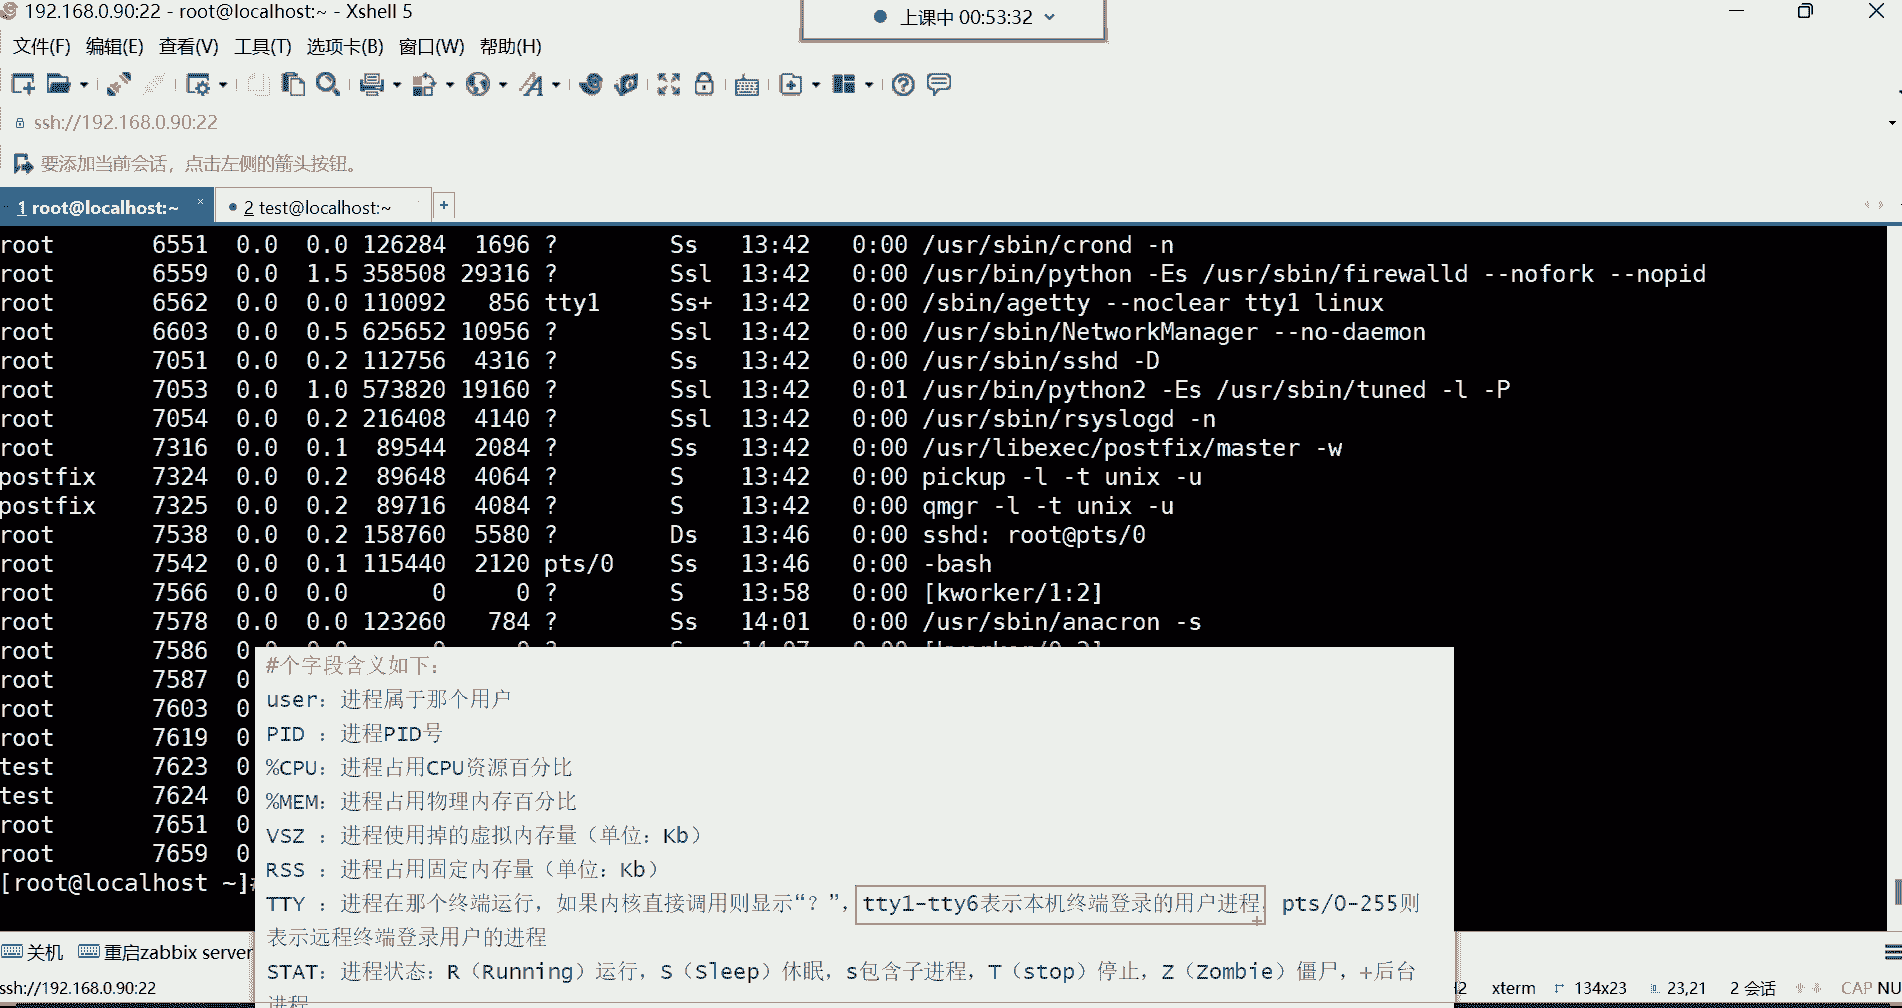 192.168.0.90:22 - root@localhost:~ - Xshell 5
上课中 00:53:32
文件(F) 编辑(E) 查看(V) 工具(T) 选项卡(B) 窗口(W) 帮助(H)
ssh://192.168.0.90:22
要添加当前会话，点击左侧的箭头按钮。
1 root@localhost:~ × 2 test@localhost:~ +
root 6551 0.0 0.0 126284 1696 ? Ss 13:42 0:00 /usr/sbin/crond -n
root 6559 0.0 1.5 358508 29316 ? Ssl 13:42 0:00 /usr/bin/python -Es /usr/sbin/firewalld --nofork --nopid
root 6562 0.0 0.0 110092 856 tty1 Ss+ 13:42 0:00 /sbin/agetty --noclear tty1 linux
root 6603 0.0 0.5 625652 10956 ? Ssl 13:42 0:00 /usr/sbin/NetworkManager --no-daemon
root 7051 0.0 0.2 112756 4316 ? Ss 13:42 0:00 /usr/sbin/sshd -D
root 7053 0.0 1.0 573820 19160 ? Ssl 13:42 0:01 /usr/bin/python2 -Es /usr/sbin/tuned -l -P
root 7054 0.0 0.2 216408 4140 ? Ssl 13:42 0:00 /usr/sbin/rsyslogd -n
root 7316 0.0 0.1 89544 2084 ? Ss 13:42 0:00 /usr/libexec/postfix/master -w
postfix 7324 0.0 0.2 89648 4064 ? S 13:42 0:00 pickup -l -t unix -u
postfix 7325 0.0 0.2 89716 4084 ? S 13:42 0:00 qmgr -l -t unix -u
root 7538 0.0 0.2 158760 5580 ? Ds 13:46 0:00 sshd: root@pts/0
root 7542 0.0 0.1 115440 2120 pts/0 Ss 13:46 0:00 -bash
root 7566 0.0 0.0 0 0 ? S 13:58 0:00 [kworker/1:2]
root 7578 0.0 0.0 123260 784 ? Ss 14:01 0:00 /usr/sbin/anacron -s
root 7586 0
root 7587 0
root 7603 0
root 7619 0
test 7623 0
test 7624 0
root 7651 0
root 7659 0
[root@localhost ~]#
#个字段含义如下：
user：进程属于那个用户
PID ：进程PID号
%CPU：进程占用CPU资源百分比
%MEM：进程占用物理内存百分比
VSZ ：进程使用掉的虚拟内存量（单位：Kb）
RSS ：进程占用固定内存量（单位：Kb）
TTY ：进程在那个终端运行，如果内核直接调用则显示“？”，tty1-tty6表示本机终端登录的用户进程，pts/0-255则
表示远程终端登录用户的进程
STAT：进程状态：R（Running）运行，S（Sleep）休眠，s包含子进程，T（stop）停止，Z（Zombie）僵尸，+后台
进程
关机 重启zabbix server
ssh://192.168.0.90:22 xterm 134x23 23,21 2 会话 CAP NU